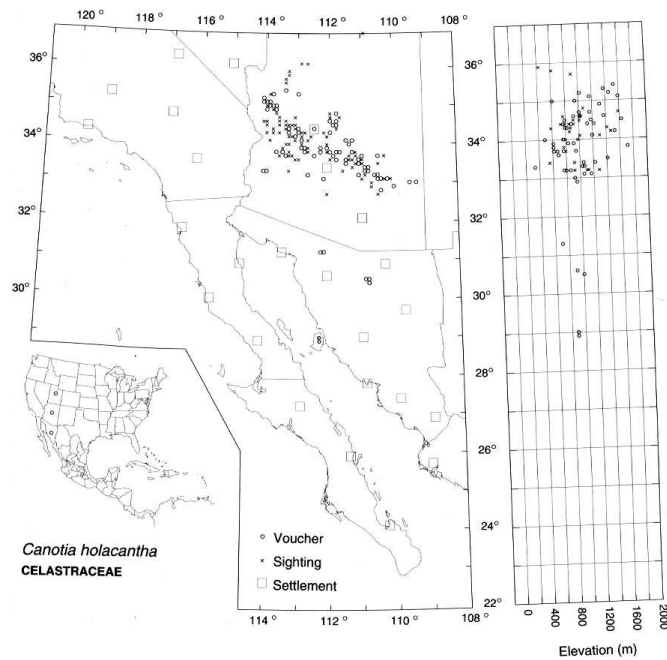 120° 118° 116° 114° 112° 110° 108°
36°
34°
32°
30°
36°
34°
32°
30°
28°
26°
24°
22°
Canotia holacantha
CELASTRACEAE
Voucher
Sighting
Settlement
114° 112° 110° 108°
0 400 800 1200 1600 2000
Elevation (m)